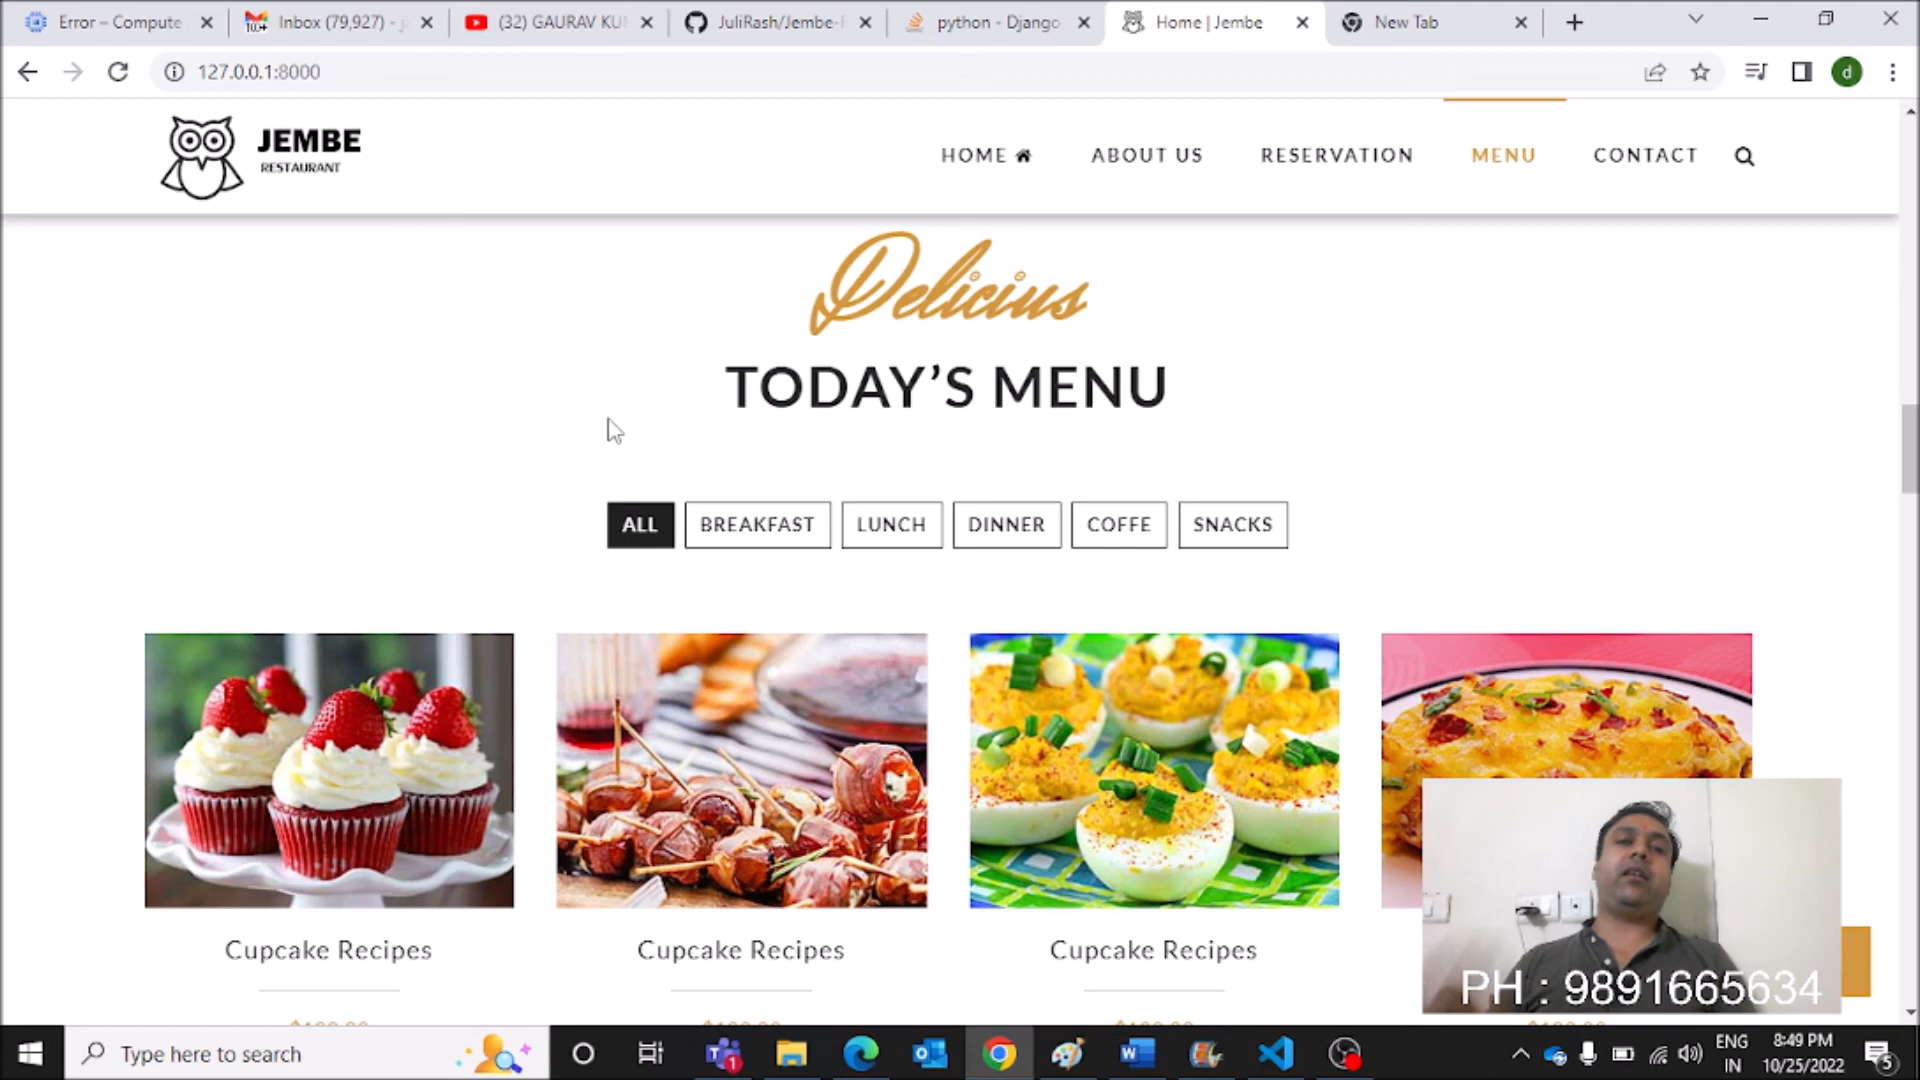 Error – Compute
Inbox (79,927) - j
(32) GAURAV KU
JuliRash/Jembe-
python - Django
Home | Jembe
New Tab
127.0.0.1:8000
JEMBE
RESTAURANT
HOME
ABOUT US
RESERVATION
MENU
CONTACT
Delicius
TODAY’S MENU
ALL
BREAKFAST
LUNCH
DINNER
COFFE
SNACKS
Cupcake Recipes
Cupcake Recipes
Cupcake Recipes
PH : 9891665634
Type here to search
ENG
IN
8:49 PM
10/25/2022